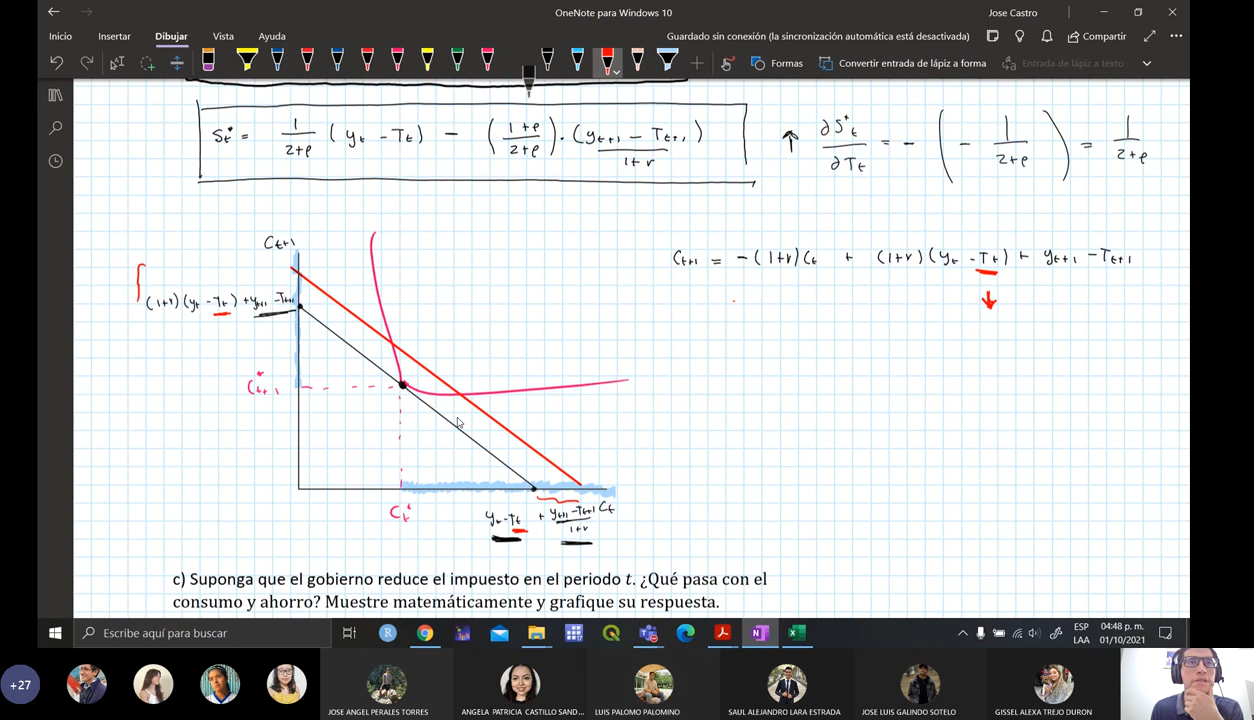 OneNote para Windows 10
Jose Castro
Inicio Insertar Dibujar Vista Ayuda
Guardado sin conexión (la sincronización automática está desactivada)
Compartir
Formas
Convertir entrada de lápiz a forma
Entrada de lápiz a texto
St* = 1/(2+ρ) (yt - Tt) - ((1+ρ)/(2+ρ)) · (yt+1 - Tt+1)/(1+r)
↑ ∂St*/∂Tt = - (- 1/(2+ρ)) = 1/(2+ρ)
Ct+1
Ct+1 = -(1+r)Ct + (1+r)(yt - Tt) + yt+1 - Tt+1
(1+r)(yt - Tt) + yt+1 - Tt+1
C*t+1
Ct*
yt - Tt + (yt+1 - Tt+1)/(1+r)
Ct
c) Suponga que el gobierno reduce el impuesto en el periodo t. ¿Qué pasa con el
consumo y ahorro? Muestre matemáticamente y grafique su respuesta.
Escribe aquí para buscar
ESP
LAA
04:48 p. m.
01/10/2021
+27
JOSE ANGEL PERALES TORRES
ANGELA PATRICIA CASTILLO SAND...
LUIS PALOMO PALOMINO
SAUL ALEJANDRO LARA ESTRADA
JOSE LUIS GALINDO SOTELO
GISSEL ALEXA TREJO DURON